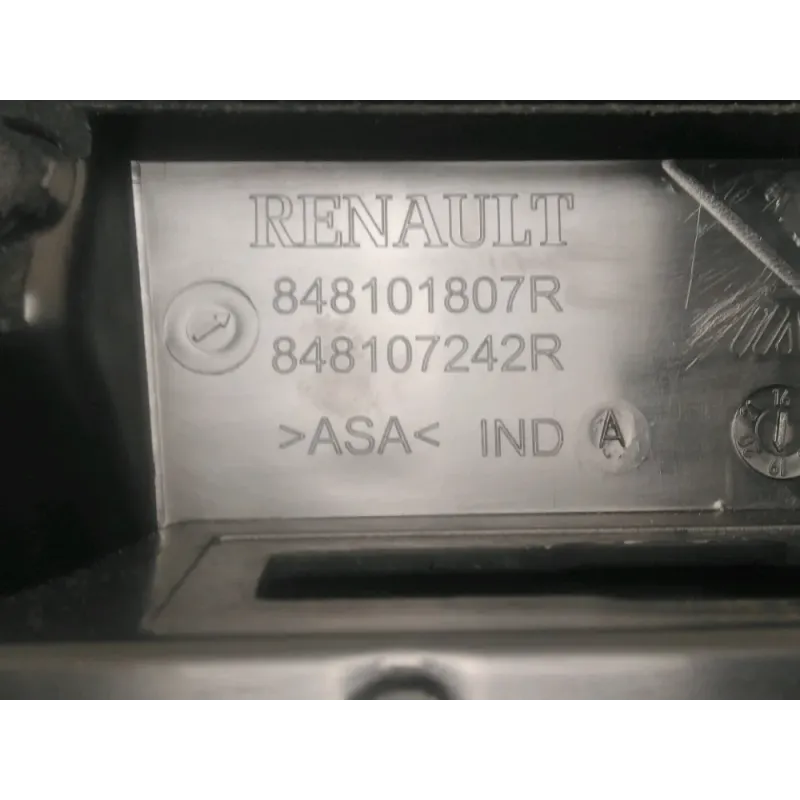 RENAULT
848101807R
848107242R
>ASA< IND A